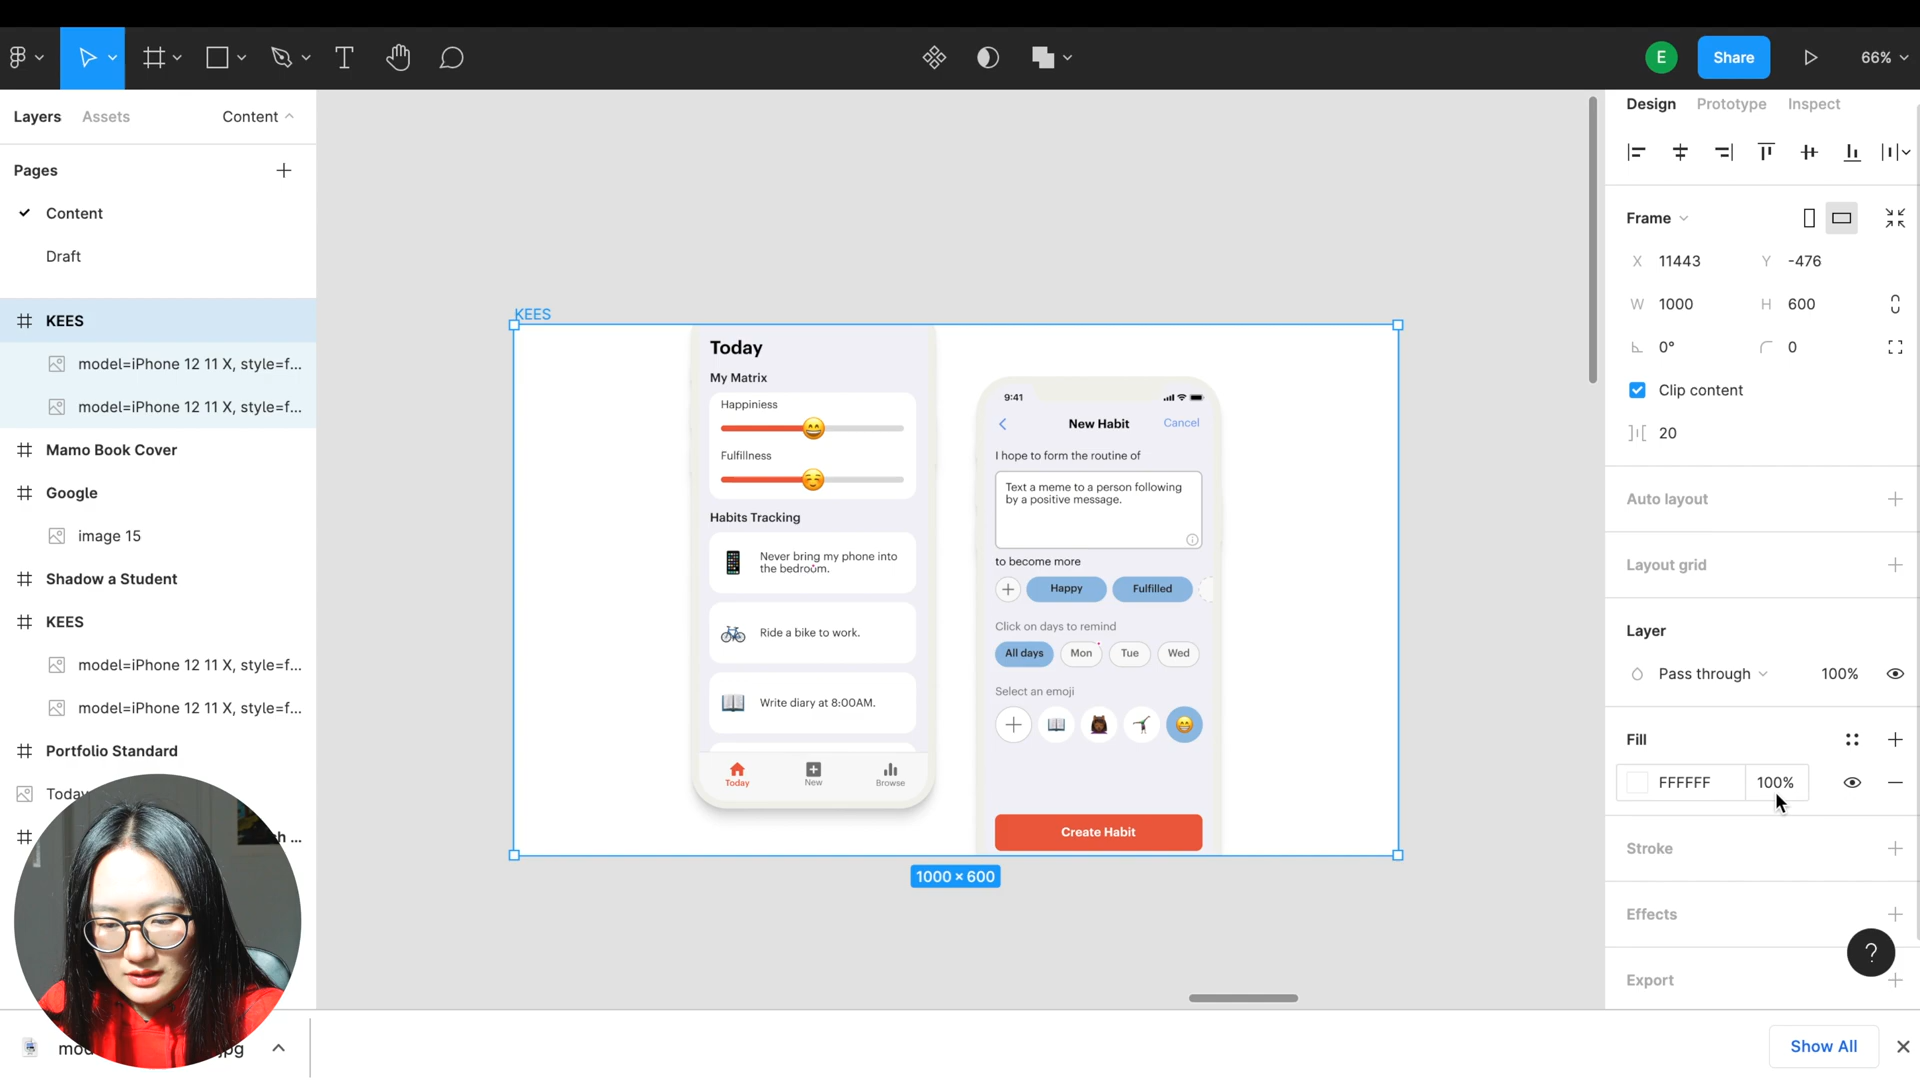 E
Share
66%
Layers
Assets
Content
Pages
Content
Draft
KEES
model=iPhone 12 11 X, style=f...
model=iPhone 12 11 X, style=f...
Mamo Book Cover
Google
image 15
Shadow a Student
KEES
model=iPhone 12 11 X, style=f...
model=iPhone 12 11 X, style=f...
Portfolio Standard
KEES
Today
My Matrix
Happiniess
Fulfillness
Habits Tracking
Never bring my phone into
the bedroom.
Ride a bike to work.
Write diary at 8:00AM.
Today
New
Browse
9:41
New Habit
Cancel
I hope to form the routine of
Text a meme to a person following
by a positive message.
to become more
Happy
Fulfilled
Click on days to remind
All days
Mon
Tue
Wed
Select an emoji
Create Habit
1000 × 600
Design
Prototype
Inspect
Frame
X 11443
Y -476
W 1000
H 600
0°
0
Clip content
20
Auto layout
Layout grid
Layer
Pass through
100%
Fill
FFFFFF
100%
Stroke
Effects
?
Export
Show All